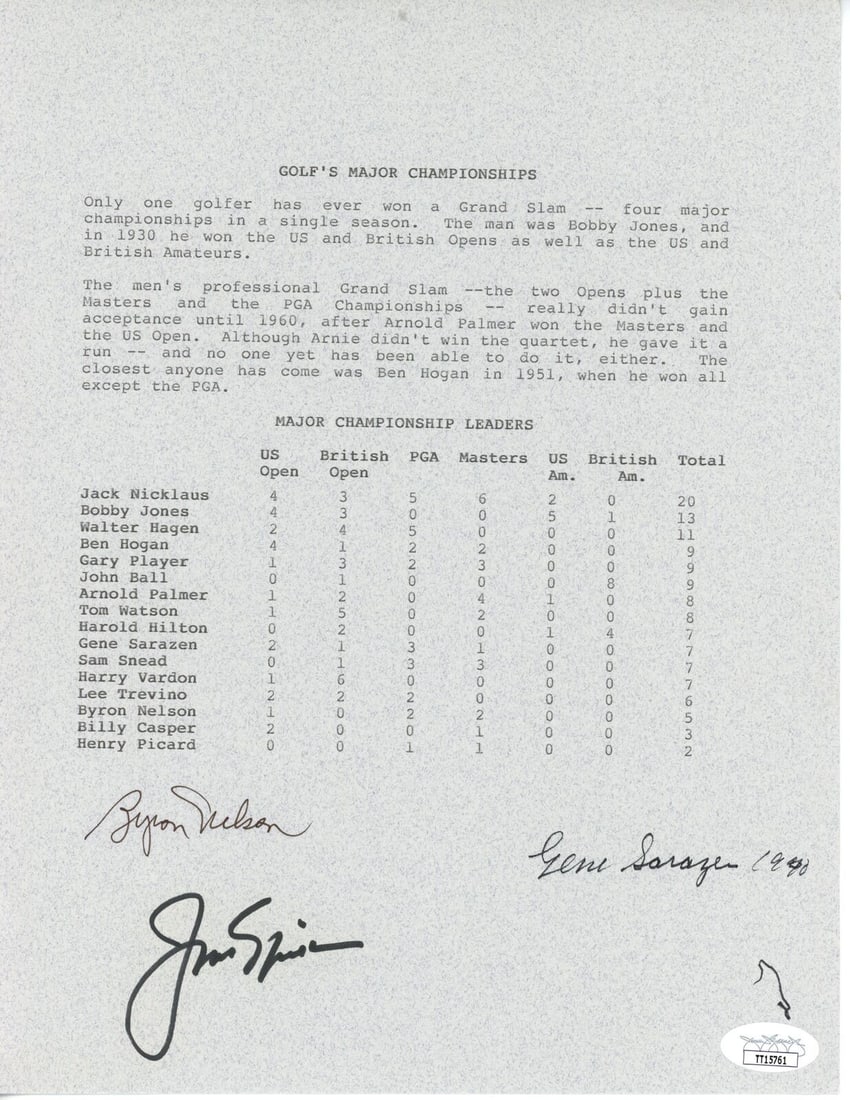 GOLF'S MAJOR CHAMPIONSHIPS
Only one golfer has ever won a Grand Slam -- four major
championships in a single season. The man was Bobby Jones, and
in 1930 he won the US and British Opens as well as the US and
British Amateurs.
The men's professional Grand Slam --the two Opens plus the
Masters and the PGA Championships -- really didn't gain
acceptance until 1960, after Arnold Palmer won the Masters and
the US Open. Although Arnie didn't win the quartet, he gave it a
run -- and no one yet has been able to do it, either. The
closest anyone has come was Ben Hogan in 1951, when he won all
except the PGA.
MAJOR CHAMPIONSHIP LEADERS
US British PGA Masters US British Total
Open Open Am. Am.
Jack Nicklaus 4 3 5 6 2 0 20
Bobby Jones 4 3 0 0 5 1 13
Walter Hagen 2 4 5 0 0 0 11
Ben Hogan 4 1 2 2 0 0 9
Gary Player 1 3 2 3 0 0 9
John Ball 0 1 0 0 0 8 9
Arnold Palmer 1 2 0 4 1 0 8
Tom Watson 1 5 0 2 0 0 8
Harold Hilton 0 2 0 0 1 4 7
Gene Sarazen 2 1 3 1 0 0 7
Sam Snead 0 1 3 3 0 0 7
Harry Vardon 1 6 0 0 0 0 7
Lee Trevino 2 2 2 0 0 0 6
Byron Nelson 1 0 2 2 0 0 5
Billy Casper 2 0 0 1 0 0 3
Henry Picard 0 0 1 1 0 0 2
Byron Nelson
Gene Sarazen
TT15761